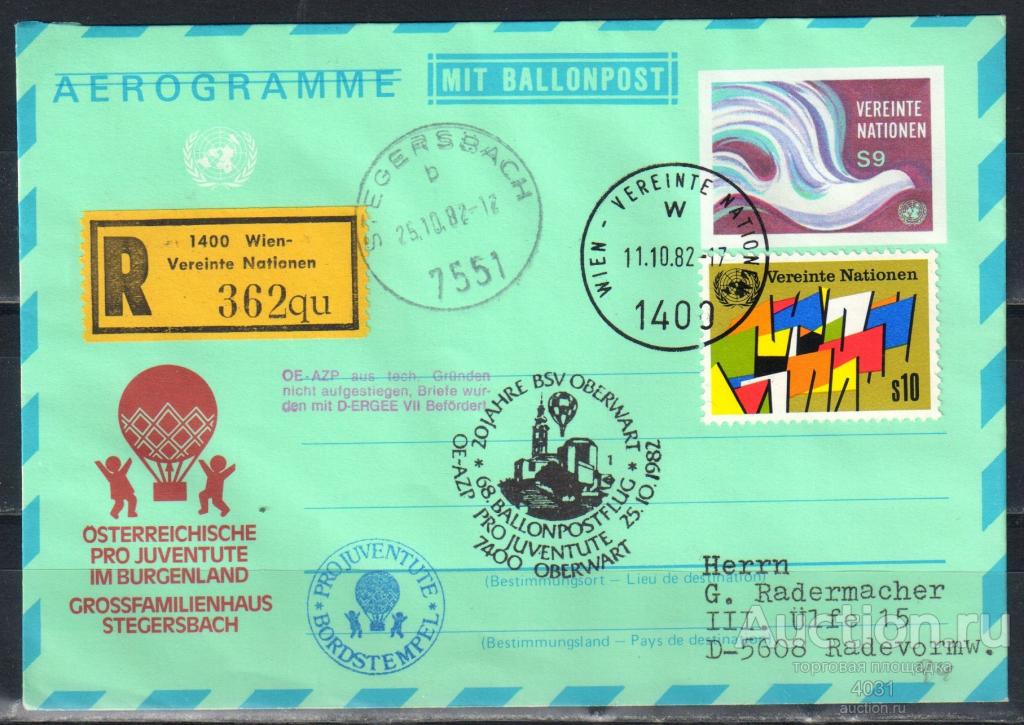 AEROGRAMME
MIT BALLONPOST
VEREINTE
NATIONEN
S9
STEGERSBACH
b
25.10.82-12
7551
WIEN - VEREINTE NATIONEN
W
11.10.82-17
1400
R
1400 Wien-
Vereinte Nationen
362qu
Vereinte Nationen
s10
OE-AZP aus tech. Gründen
nicht aufgestiegen, Briefe wur-
den mit D-ERGEE VII Befördert.
* 20 JAHRE BSV OBERWART *
1
68. BALLONPOSTFLUG
OE-AZP PRO JUVENTUTE 25.10.1982
7400 OBERWART
ÖSTERREICHISCHE
PRO JUVENTUTE
IM BURGENLAND
GROSSFAMILIENHAUS
STEGERSBACH
* PRO JUVENTUTE *
BORDSTEMPEL
(Bestimmungsort – Lieu de destination)
(Bestimmungsland – Pays de destination)
Herrn
G. Radermacher
III. Ülfe 15
D-5608 Radevormw.
Auction.ru
торговая площадка
4031
auction.ru